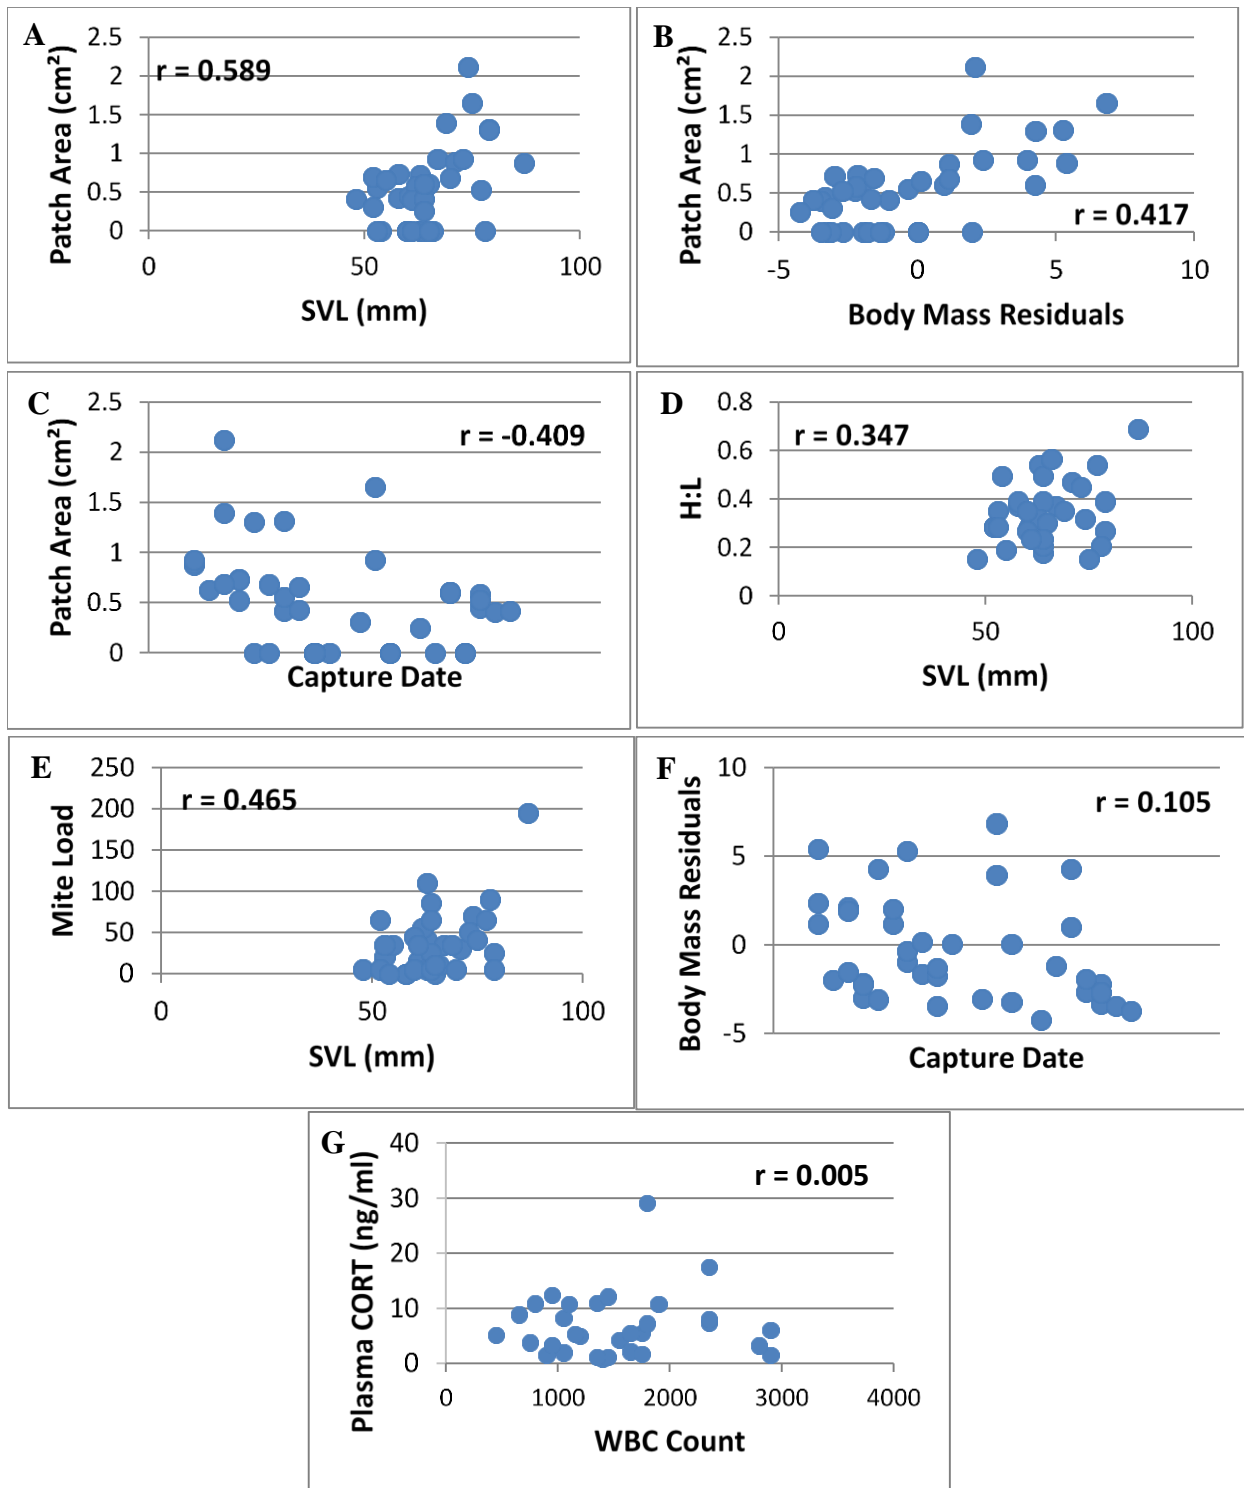 A
r = 0.589
Patch Area (cm²)
2.5
2
1.5
1
0.5
0
0 50 100
SVL (mm)
B
r = 0.417
Patch Area (cm²)
2.5
2
1.5
1
0.5
0
-5 0 5 10
Body Mass Residuals
C
r = -0.409
Patch Area (cm²)
2.5
2
1.5
1
0.5
0
Capture Date
D
r = 0.347
H:L
0.8
0.6
0.4
0.2
0
0 50 100
SVL (mm)
E
r = 0.465
Mite Load
250
200
150
100
50
0
0 50 100
SVL (mm)
F
r = 0.105
Body Mass Residuals
10
5
0
-5
Capture Date
G
r = 0.005
Plasma CORT (ng/ml)
40
30
20
10
0
0 1000 2000 3000 4000
WBC Count